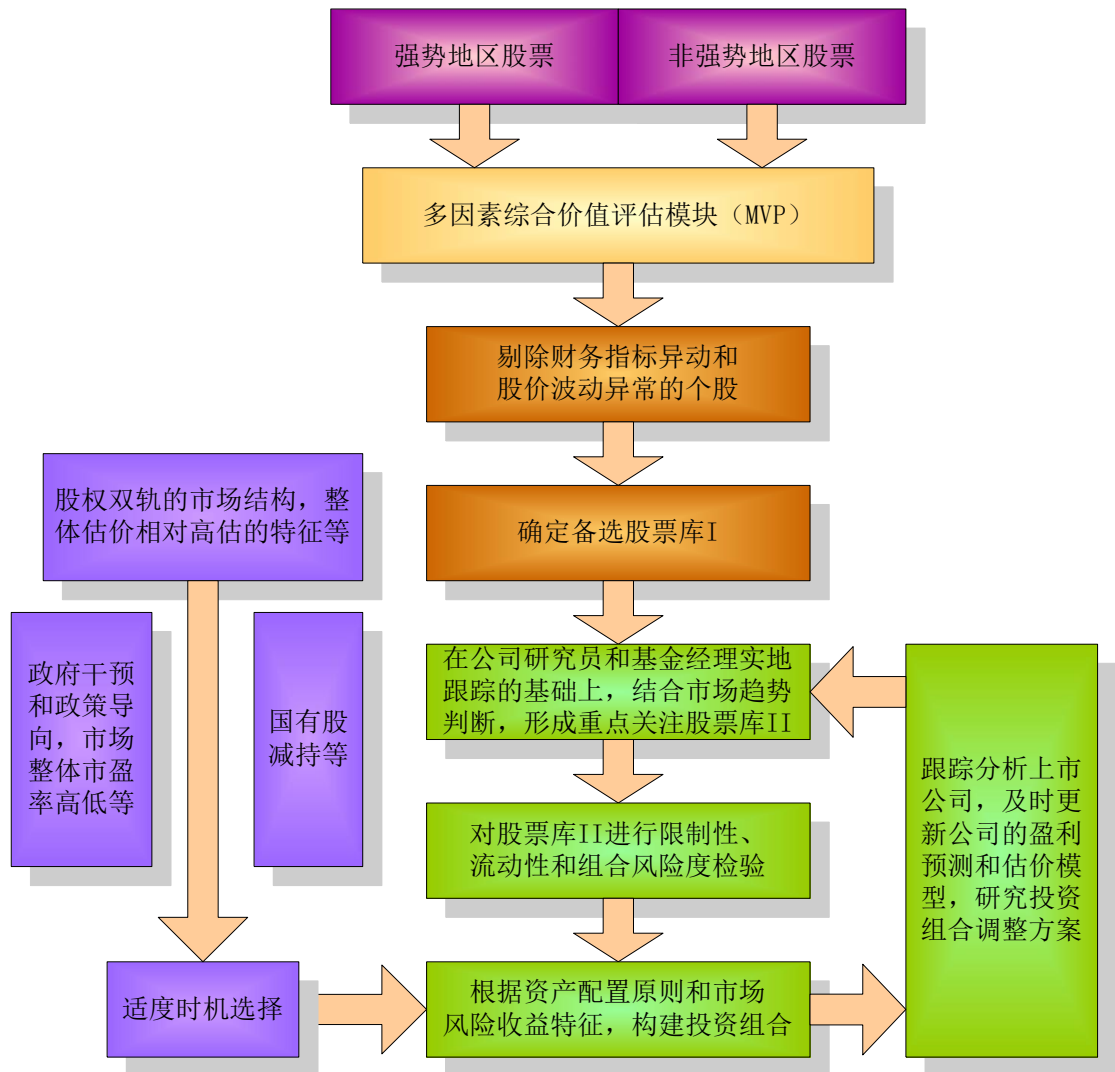 强势地区股票
非强势地区股票
多因素综合价值评估模块（MVP）
剔除财务指标异动和
股价波动异常的个股
股权双轨的市场结构，整
体估价相对高估的特征等
确定备选股票库I
政府干预
和政策导
向，市场
整体市盈
率高低等
国有股
减持等
在公司研究员和基金经理实地
跟踪的基础上，结合市场趋势
判断，形成重点关注股票库II
跟踪分析上市
公司，及时更
新公司的盈利
预测和估价模
型，研究投资
组合调整方案
对股票库II进行限制性、
流动性和组合风险度检验
适度时机选择
根据资产配置原则和市场
风险收益特征，构建投资组合